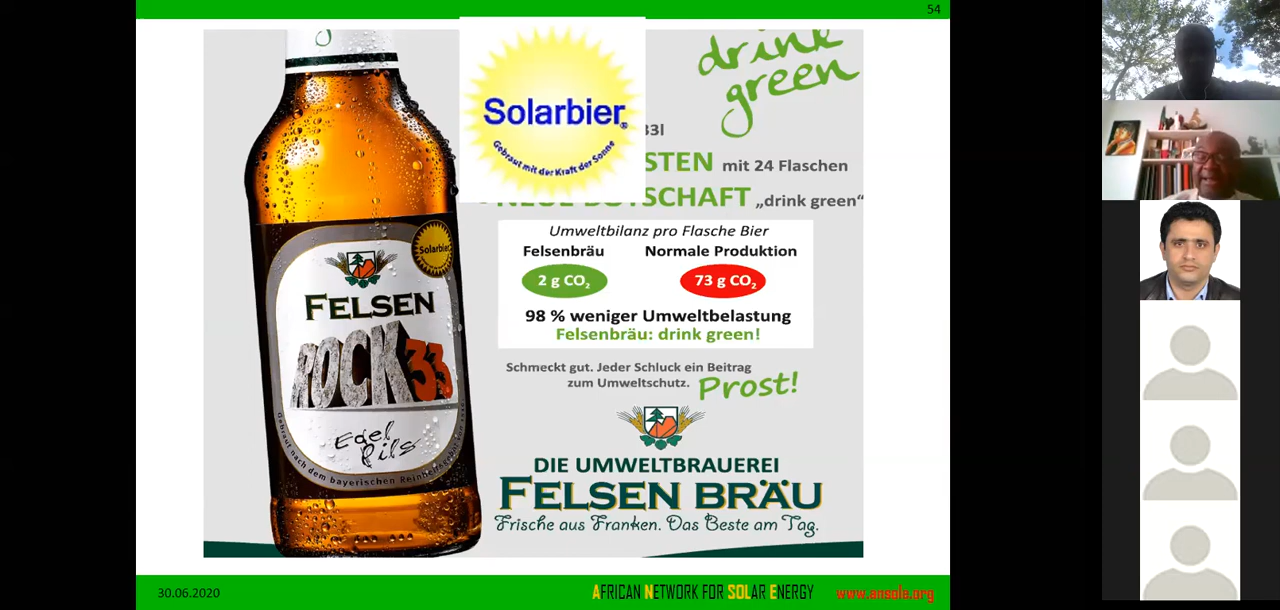 54
drink
green
Solarbier®
Gebraut mit der Kraft der Sonne
33l
STEN mit 24 Flaschen
NEUE BOTSCHAFT „drink green“
Umweltbilanz pro Flasche Bier
Felsenbräu Normale Produktion
2 g CO₂ 73 g CO₂
98 % weniger Umweltbelastung
Felsenbräu: drink green!
Schmeckt gut. Jeder Schluck ein Beitrag
zum Umweltschutz. Prost!
DIE UMWELTBRAUEREI
FELSEN BRÄU
Frische aus Franken. Das Beste am Tag.
Solarbier
FELSEN
ROCK 33
Edel
Pils
Gebraut nach dem bayerischen
30.06.2020
AFRICAN NETWORK FOR SOLAR ENERGY
www.ansole.org